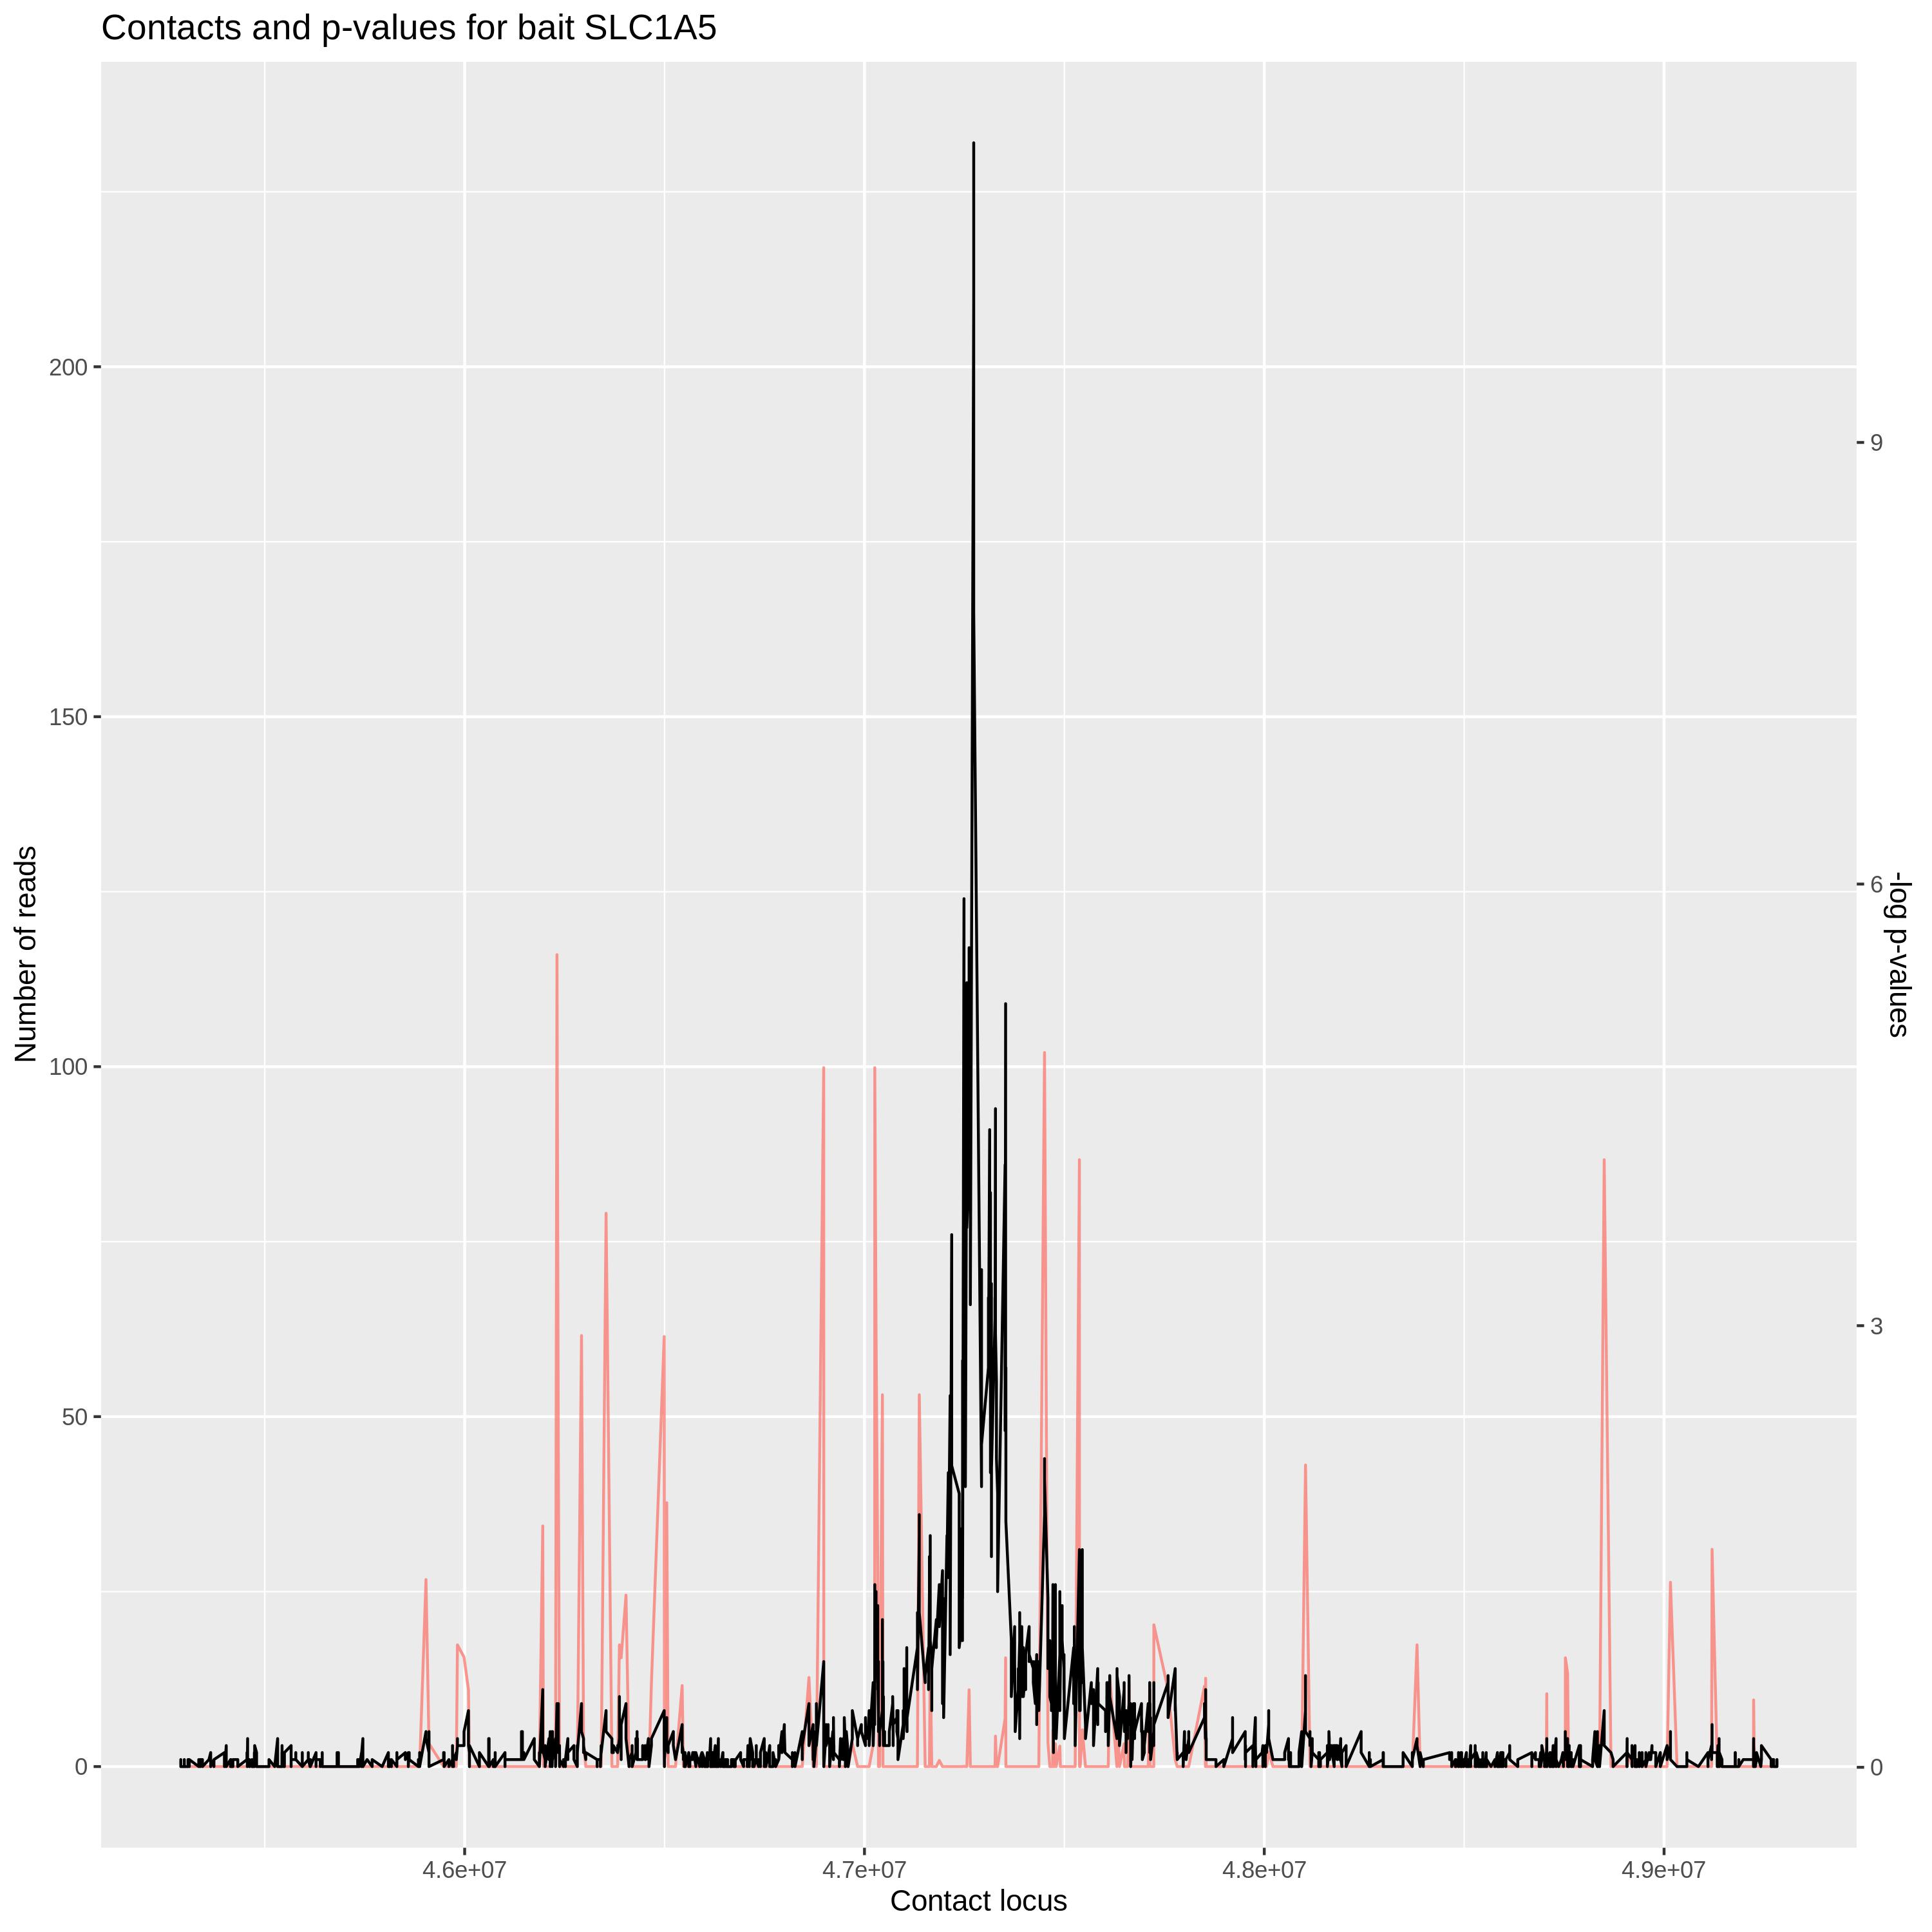 Contacts and p-values for bait SLC1A5
Number of reads
200
150
100
50
0
9
6
3
0
-log p-values
4.6e+07
4.7e+07
4.8e+07
4.9e+07
Contact locus